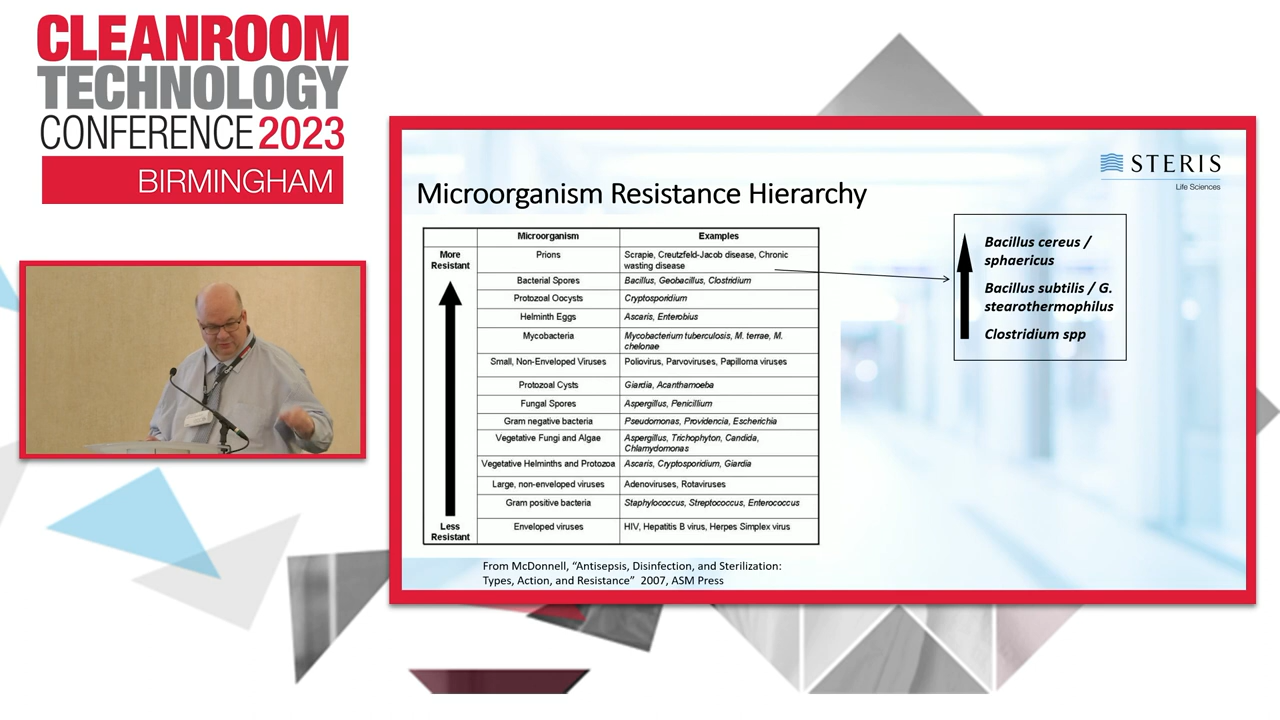 CLEANROOM
TECHNOLOGY
CONFERENCE 2023
BIRMINGHAM
STERIS
Life Sciences
Microorganism Resistance Hierarchy
Microorganism Examples
More
Resistant
Prions Scrapie, Creutzfeld-Jacob disease, Chronic
wasting disease
Bacterial Spores Bacillus, Geobacillus, Clostridium
Protozoal Oocysts Cryptosporidium
Helminth Eggs Ascaris, Enterobius
Mycobacteria Mycobacterium tuberculosis, M. terrae, M.
chelonae
Small, Non-Enveloped Viruses Poliovirus, Parvoviruses, Papilloma viruses
Protozoal Cysts Giardia, Acanthamoeba
Fungal Spores Aspergillus, Penicillium
Gram negative bacteria Pseudomonas, Providencia, Escherichia
Vegetative Fungi and Algae Aspergillus, Trichophyton, Candida,
Chlamydomonas
Vegetative Helminths and Protozoa Ascaris, Cryptosporidium, Giardia
Large, non-enveloped viruses Adenoviruses, Rotaviruses
Gram positive bacteria Staphylococcus, Streptococcus, Enterococcus
Less
Resistant
Enveloped viruses HIV, Hepatitis B virus, Herpes Simplex virus
Bacillus cereus /
sphaericus
Bacillus subtilis / G.
stearothermophilus
Clostridium spp
From McDonnell, “Antisepsis, Disinfection, and Sterilization:
Types, Action, and Resistance” 2007, ASM Press